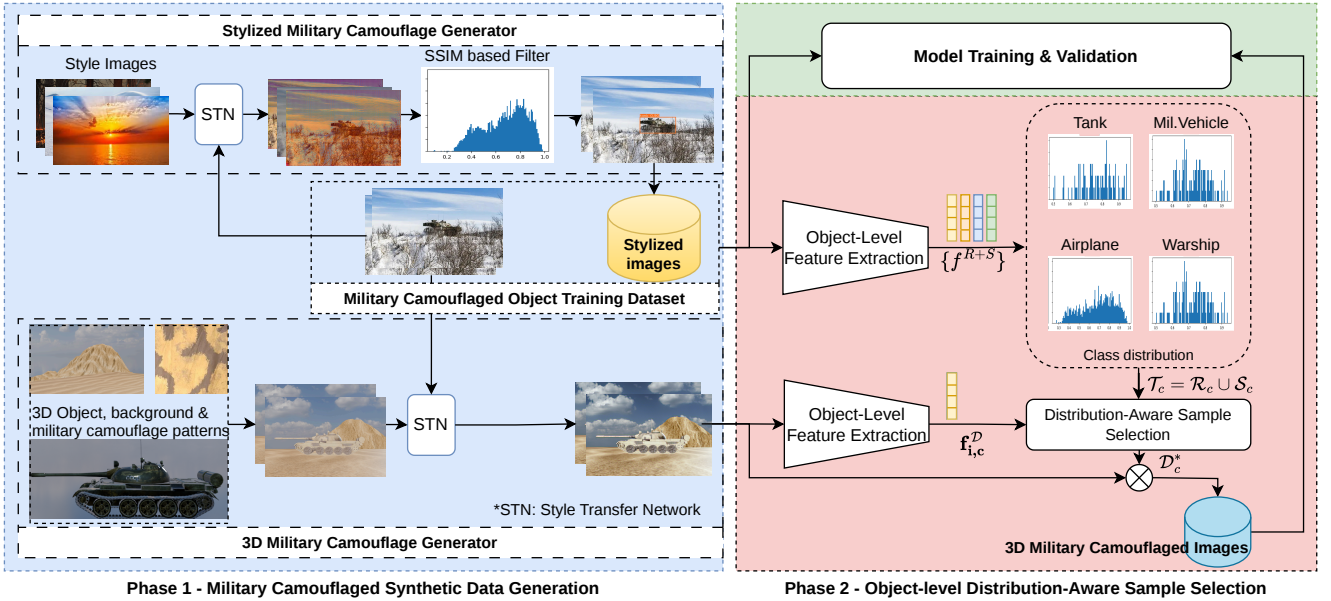 Stylized Military Camouflage Generator
Style Images
SSIM based Filter
STN
0.2 0.4 0.6 0.8 1.0
Stylized
images
Military Camouflaged Object Training Dataset
3D Object, background &
military camouflage patterns
STN
*STN: Style Transfer Network
3D Military Camouflage Generator
Phase 1 - Military Camouflaged Synthetic Data Generation
Model Training & Validation
Tank
Mil.Vehicle
Airplane
Warship
Class distribution
Object-Level
Feature Extraction
{f^{R+S}}
𝒯_c = ℛ_c ∪ 𝒮_c
Object-Level
Feature Extraction
f_{i,c}^𝒟
Distribution-Aware Sample
Selection
𝒟_c^*
3D Military Camouflaged Images
Phase 2 - Object-level Distribution-Aware Sample Selection